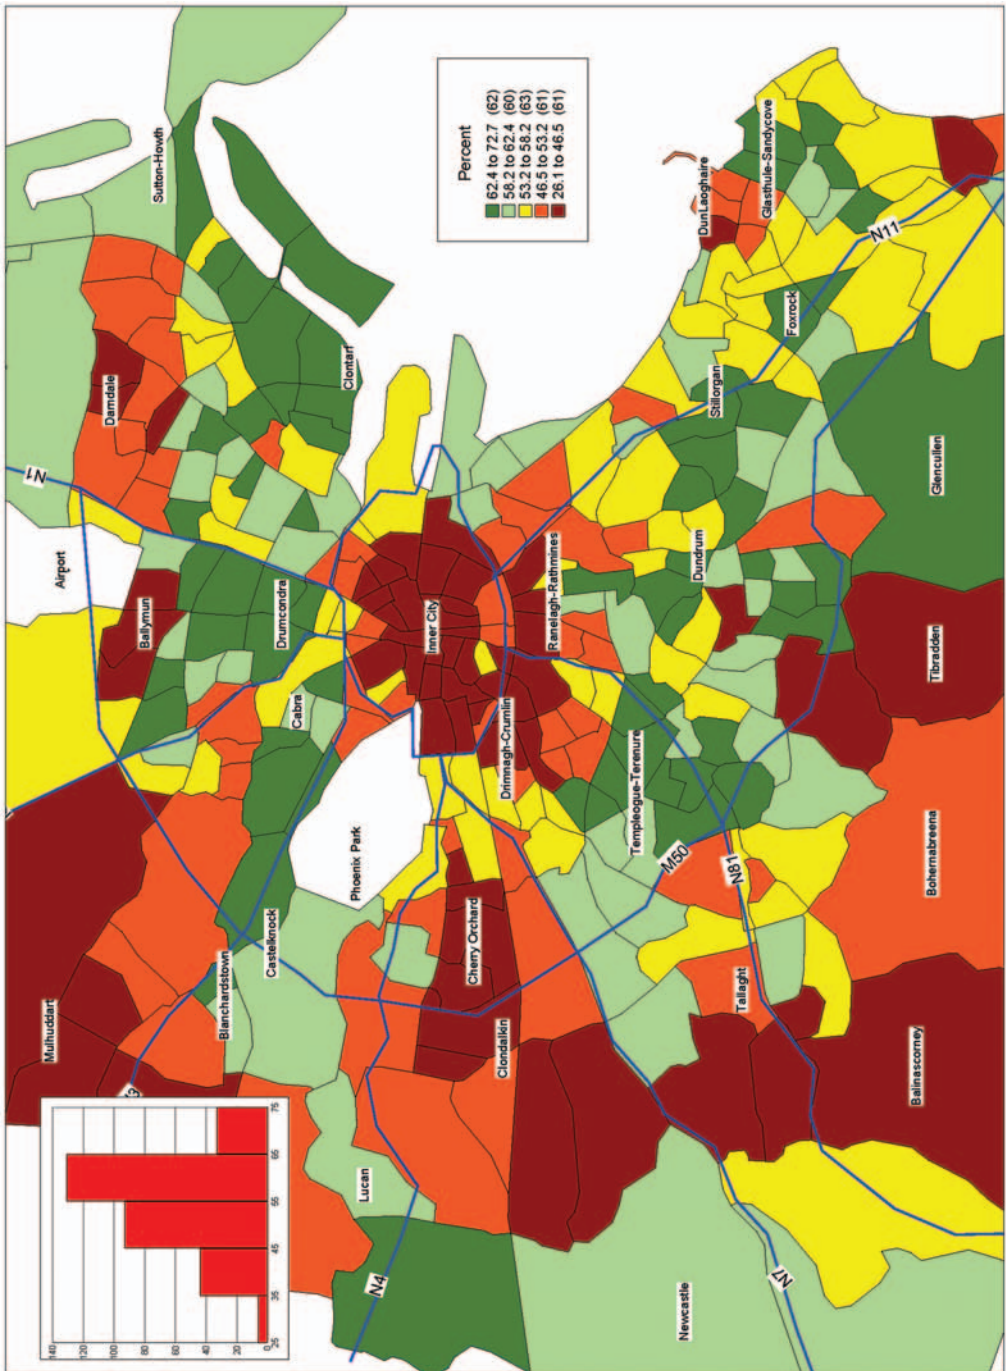 N1
Mulhuddart
Airport
140
120
100
80
60
40
20
0
25 35 45 55 65 75
Darndale
3
Ballymun
Sutton-Howth
Blanchardstown
Castelknock
Drumcondra
Cabra
Clontarf
Phoenix Park
Lucan
N4
Inner City
Percent
62.4 to 72.7 (62)
58.2 to 62.4 (60)
53.2 to 58.2 (63)
46.5 to 53.2 (61)
26.1 to 46.5 (61)
Cherry Orchard
Clondalkin
Drimnagh-Crumlin
Ranelagh-Rathmines
Templeogue-Terenure
M50
Newcastle
Dundrum
DunLaoghaire
Stillorgan
N81
Tallaght
Glasthule-Sandycove
N7
Foxrock
N11
Balinascorney
Bohernabreena
Tibradden
Glencullen